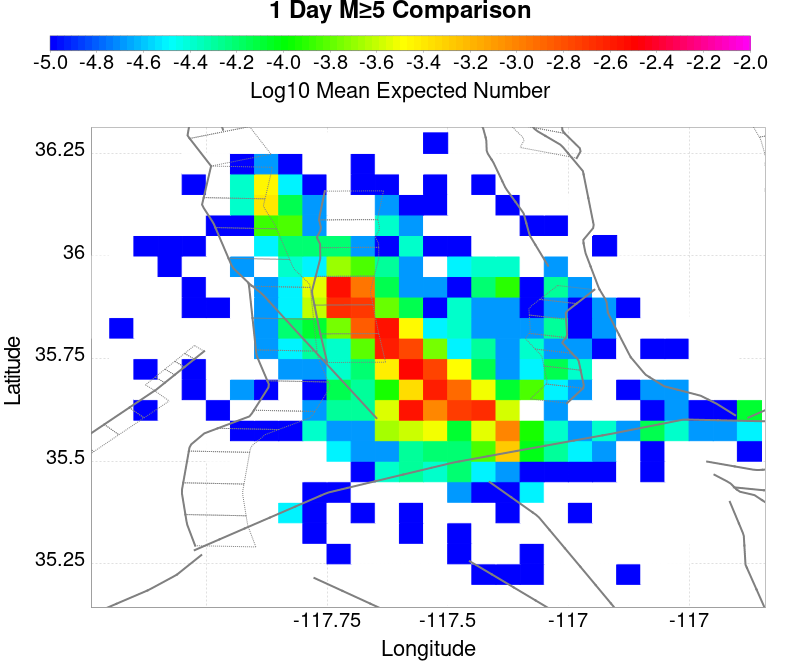 1 Day M≥5 Comparison
-5.0 -4.8 -4.6 -4.4 -4.2 -4.0 -3.8 -3.6 -3.4 -3.2 -3.0 -2.8 -2.6 -2.4 -2.2 -2.0
Log10 Mean Expected Number
36.25
36
35.75
35.5
35.25
Latitude
-117.75 -117.5 -117 -117
Longitude